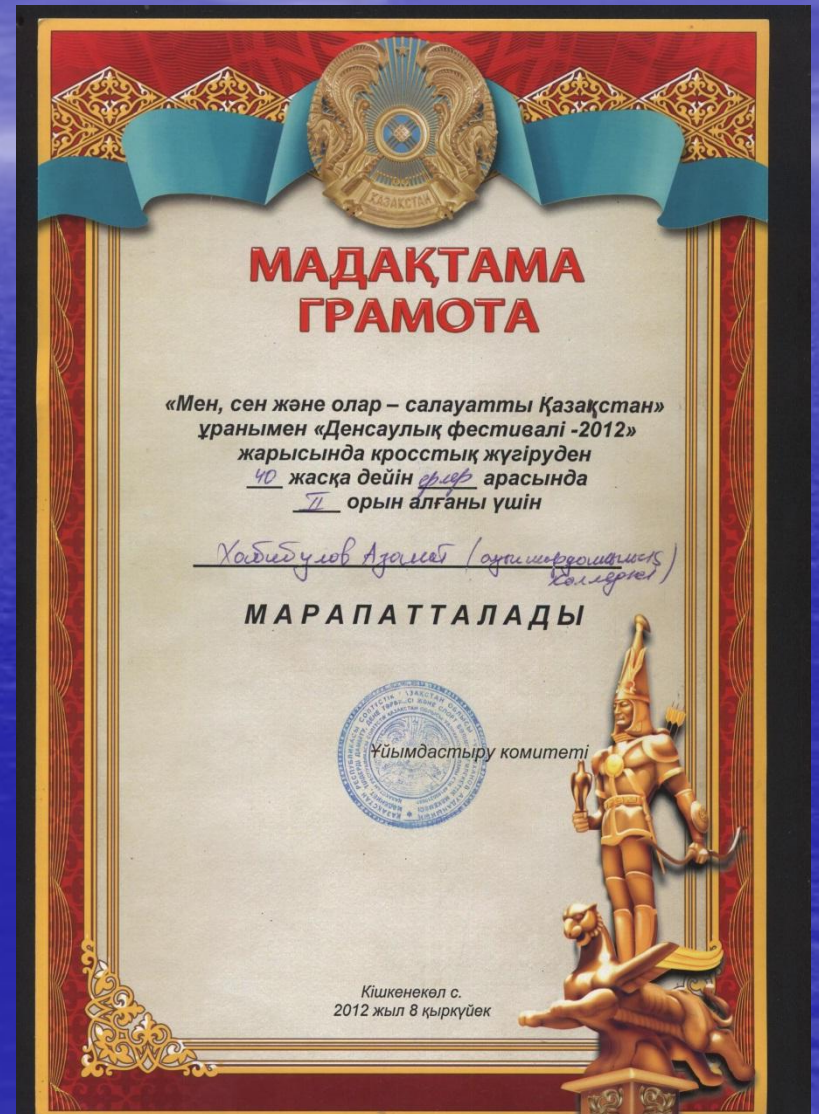 ҚАЗАҚСТАН
МАДАҚТАМА
ГРАМОТА
«Мен, сен және олар – салауатты Қазақстан»
ұранымен «Денсаулық фестивалі -2012»
жарысында кросстық жүгіруден
40 жасқа дейін ерлер арасында
II орын алғаны үшін
Хабибулов Азамат (
колледжі)
МАРАПАТТАЛАДЫ
Ұйымдастыру комитеті
Кішкенекөл с.
2012 жыл 8 қыркүйек